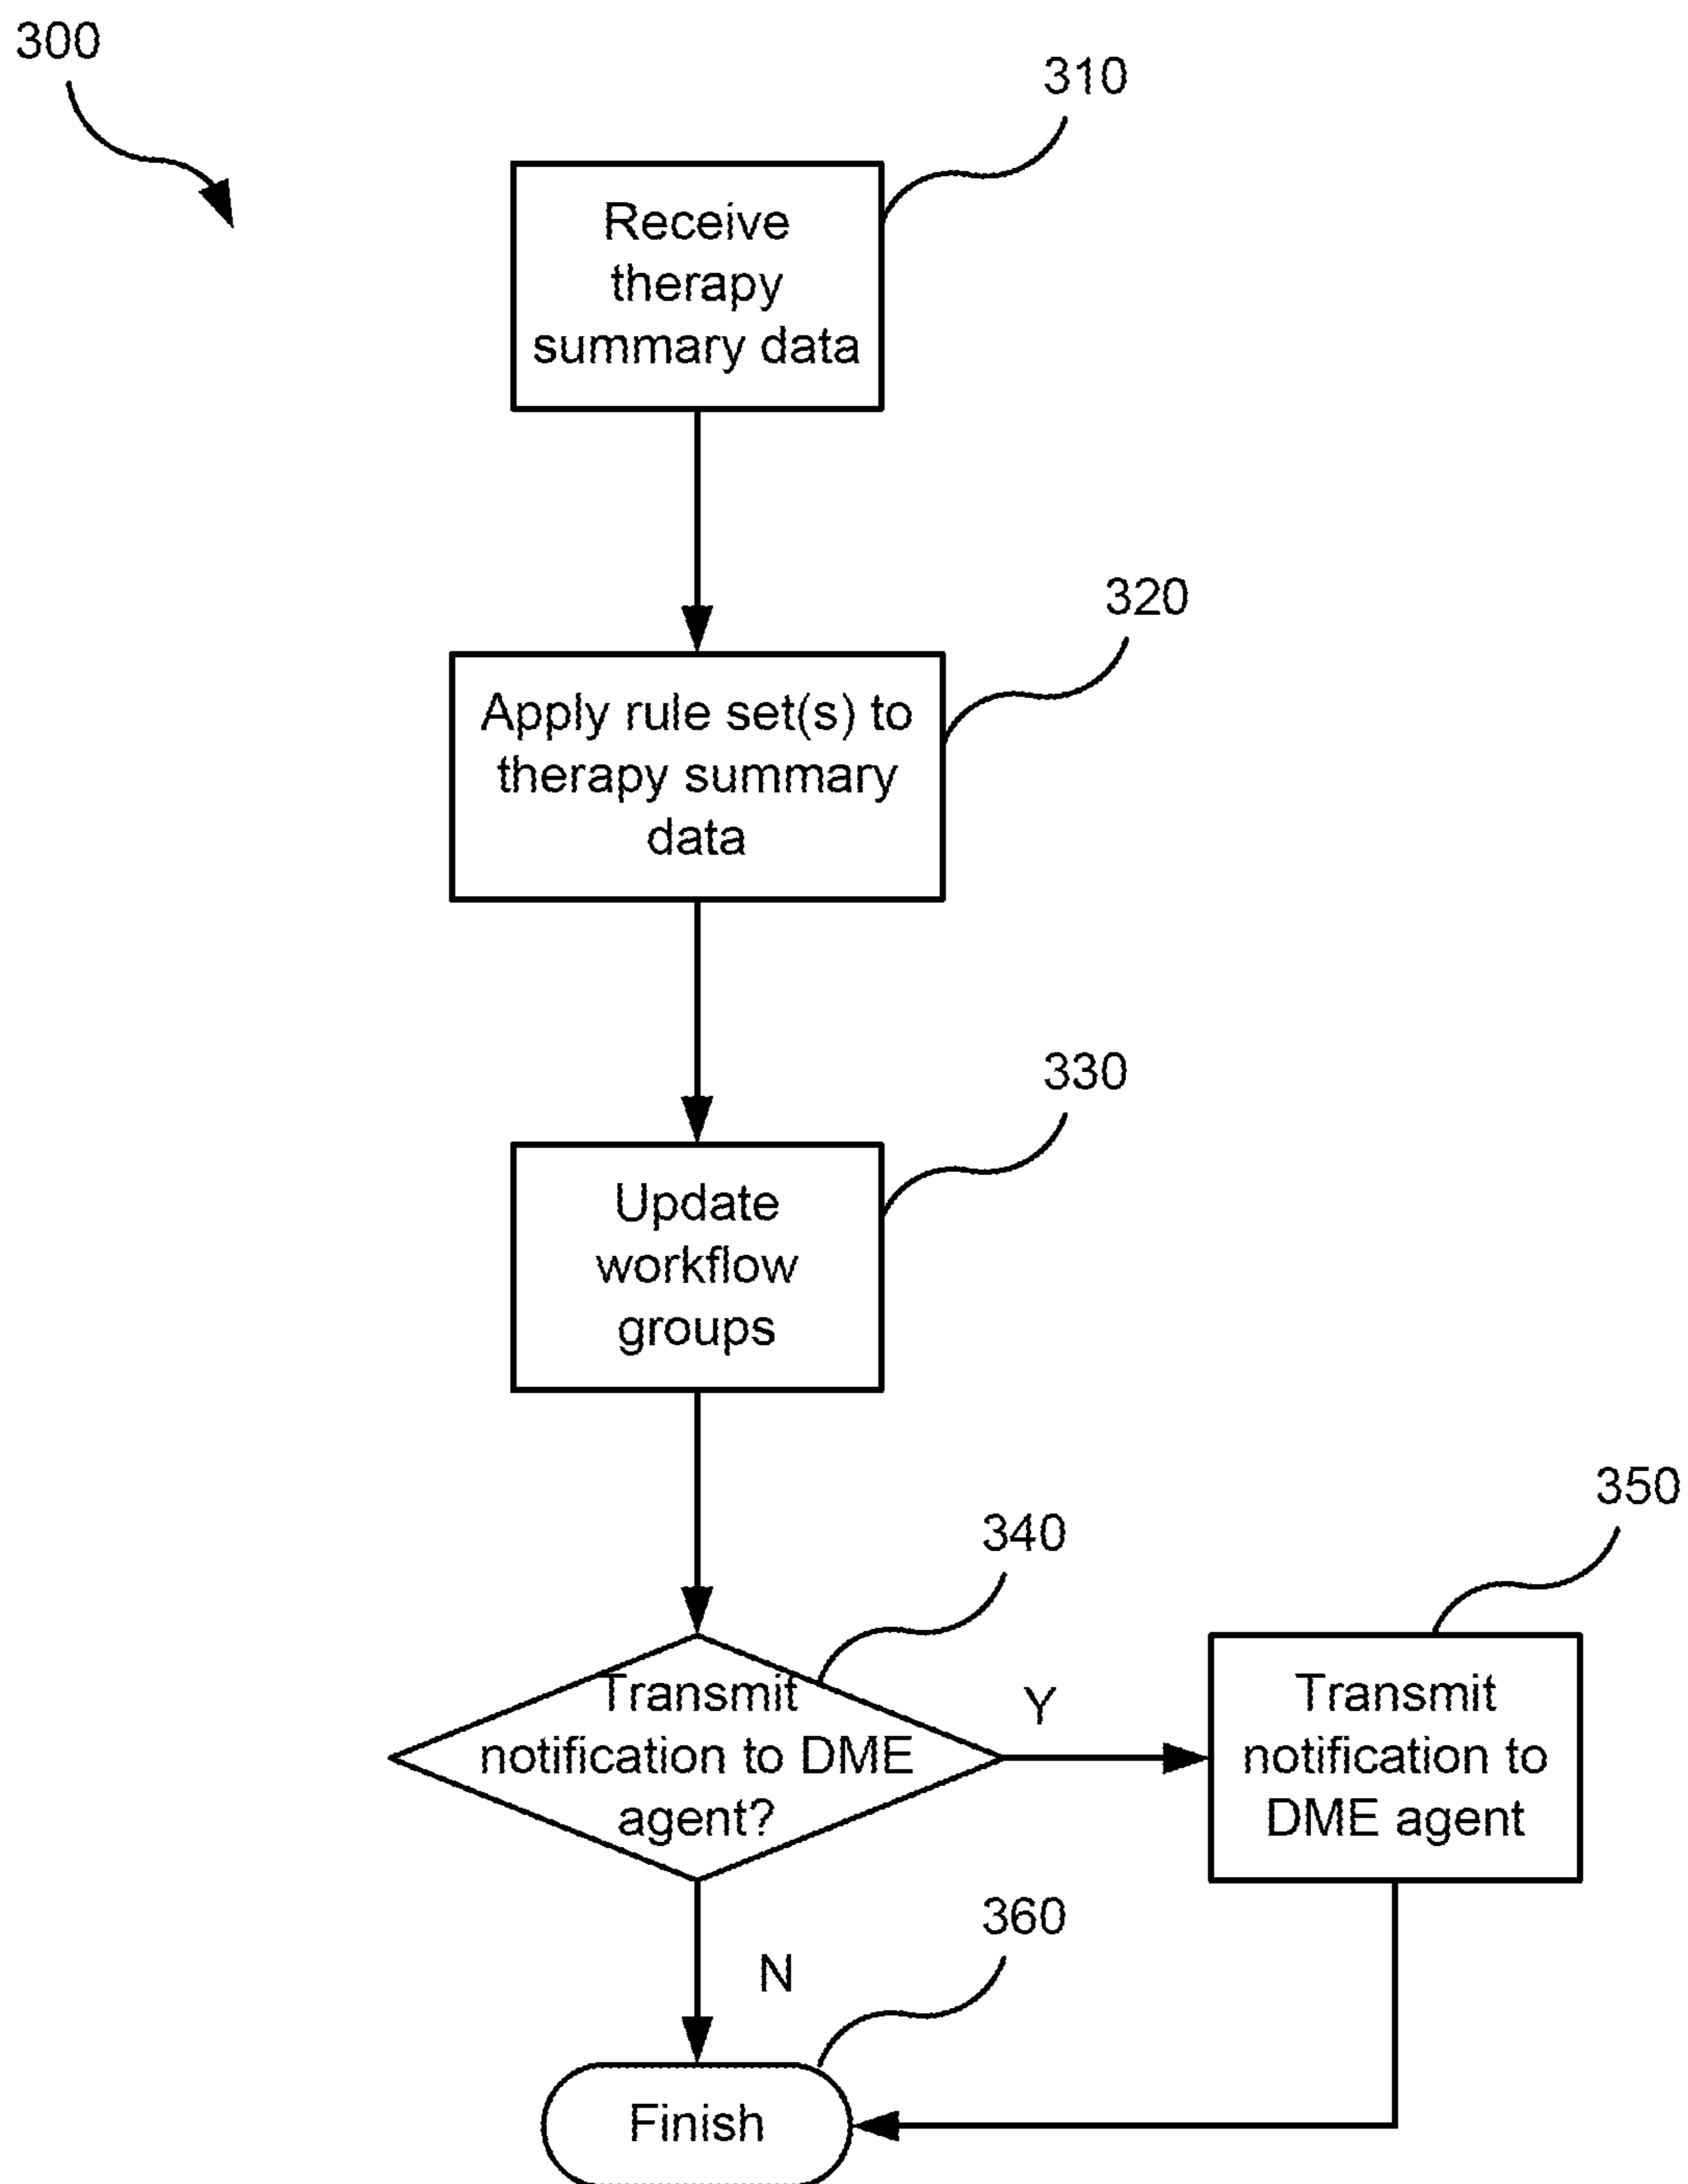 300
310
Receive
therapy
summary data
320
Apply rule set(s) to
therapy summary
data
330
Update
workflow
groups
340
Transmit
notification to DME
agent?
Y
350
Transmit
notification to
DME agent
N
360
Finish